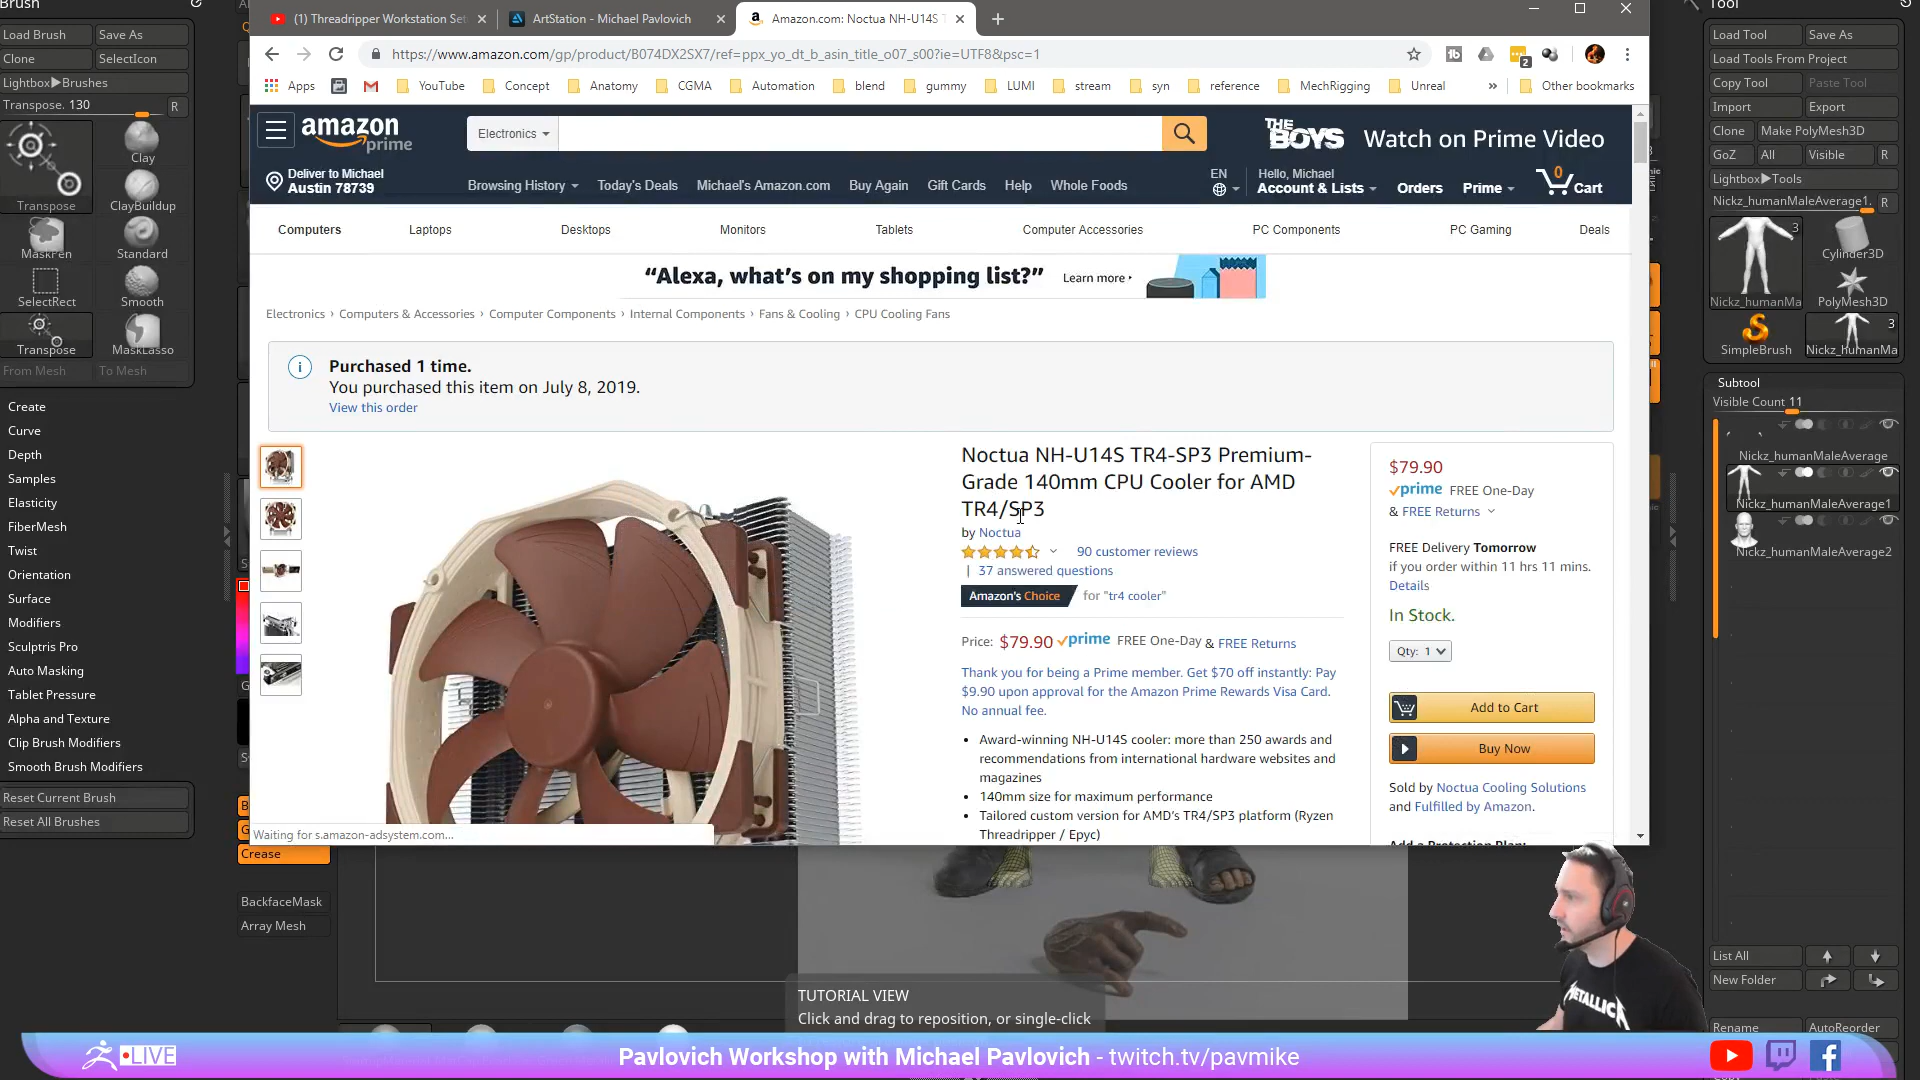 Brush
Load Brush
Save As
Clone
SelectIcon
Lightbox▶Brushes
Transpose. 130
R
Transpose
Clay
ClayBuildup
MaskPen
Standard
SelectRect
Smooth
Transpose
MaskLasso
From Mesh
To Mesh
Create
Curve
Depth
Samples
Elasticity
FiberMesh
Twist
Orientation
Surface
Modifiers
Sculptris Pro
Auto Masking
Tablet Pressure
Alpha and Texture
Clip Brush Modifiers
Smooth Brush Modifiers
Reset Current Brush
Reset All Brushes
Crease
BackfaceMask
Array Mesh
(1) Threadripper Workstation Set
ArtStation - Michael Pavlovich
Amazon.com: Noctua NH-U14S T
https://www.amazon.com/gp/product/B074DX2SX7/ref=ppx_yo_dt_b_asin_title_o07_s00?ie=UTF8&psc=1
Apps
YouTube
Concept
Anatomy
CGMA
Automation
blend
gummy
LUMI
stream
syn
reference
MechRigging
Unreal
»
Other bookmarks
amazon prime
Electronics
THE BOYS
Watch on Prime Video
Deliver to Michael
Austin 78739
Browsing History
Today's Deals
Michael's Amazon.com
Buy Again
Gift Cards
Help
Whole Foods
EN
Hello, Michael
Account & Lists
Orders
Prime
0
Cart
Computers
Laptops
Desktops
Monitors
Tablets
Computer Accessories
PC Components
PC Gaming
Deals
“Alexa, what’s on my shopping list?”
Learn more ›
Electronics › Computers & Accessories › Computer Components › Internal Components › Fans & Cooling › CPU Cooling Fans
Purchased 1 time.
You purchased this item on July 8, 2019.
View this order
Noctua NH-U14S TR4-SP3 Premium-
Grade 140mm CPU Cooler for AMD
TR4/SP3
by Noctua
90 customer reviews
| 37 answered questions
Amazon's Choice for "tr4 cooler"
Price: $79.90 prime FREE One-Day & FREE Returns
Thank you for being a Prime member. Get $70 off instantly: Pay
$9.90 upon approval for the Amazon Prime Rewards Visa Card.
No annual fee.
• Award-winning NH-U14S cooler: more than 250 awards and
recommendations from international hardware websites and
magazines
• 140mm size for maximum performance
• Tailored custom version for AMD's TR4/SP3 platform (Ryzen
Threadripper / Epyc)
$79.90
prime FREE One-Day
& FREE Returns
FREE Delivery Tomorrow
if you order within 11 hrs 11 mins.
Details
In Stock.
Qty: 1
Add to Cart
Buy Now
Sold by Noctua Cooling Solutions
and Fulfilled by Amazon.
Add a Protection Plan:
Waiting for s.amazon-adsystem.com...
Tool
Load Tool
Save As
Load Tools From Project
Copy Tool
Paste Tool
Import
Export
Clone
Make PolyMesh3D
GoZ
All
Visible
R
Lightbox▶Tools
Nickz_humanMaleAverage1.
R
3
Nickz_humanMa
Cylinder3D
PolyMesh3D
SimpleBrush
3
Nickz_humanMa
Subtool
Visible Count 11
Nickz_humanMaleAverage
Nickz_humanMaleAverage1
Nickz_humanMaleAverage2
List All
New Folder
Rename
AutoReorder
TUTORIAL VIEW
Click and drag to reposition, or single-click
METALLICA
LIVE
Pavlovich Workshop with Michael Pavlovich - twitch.tv/pavmike